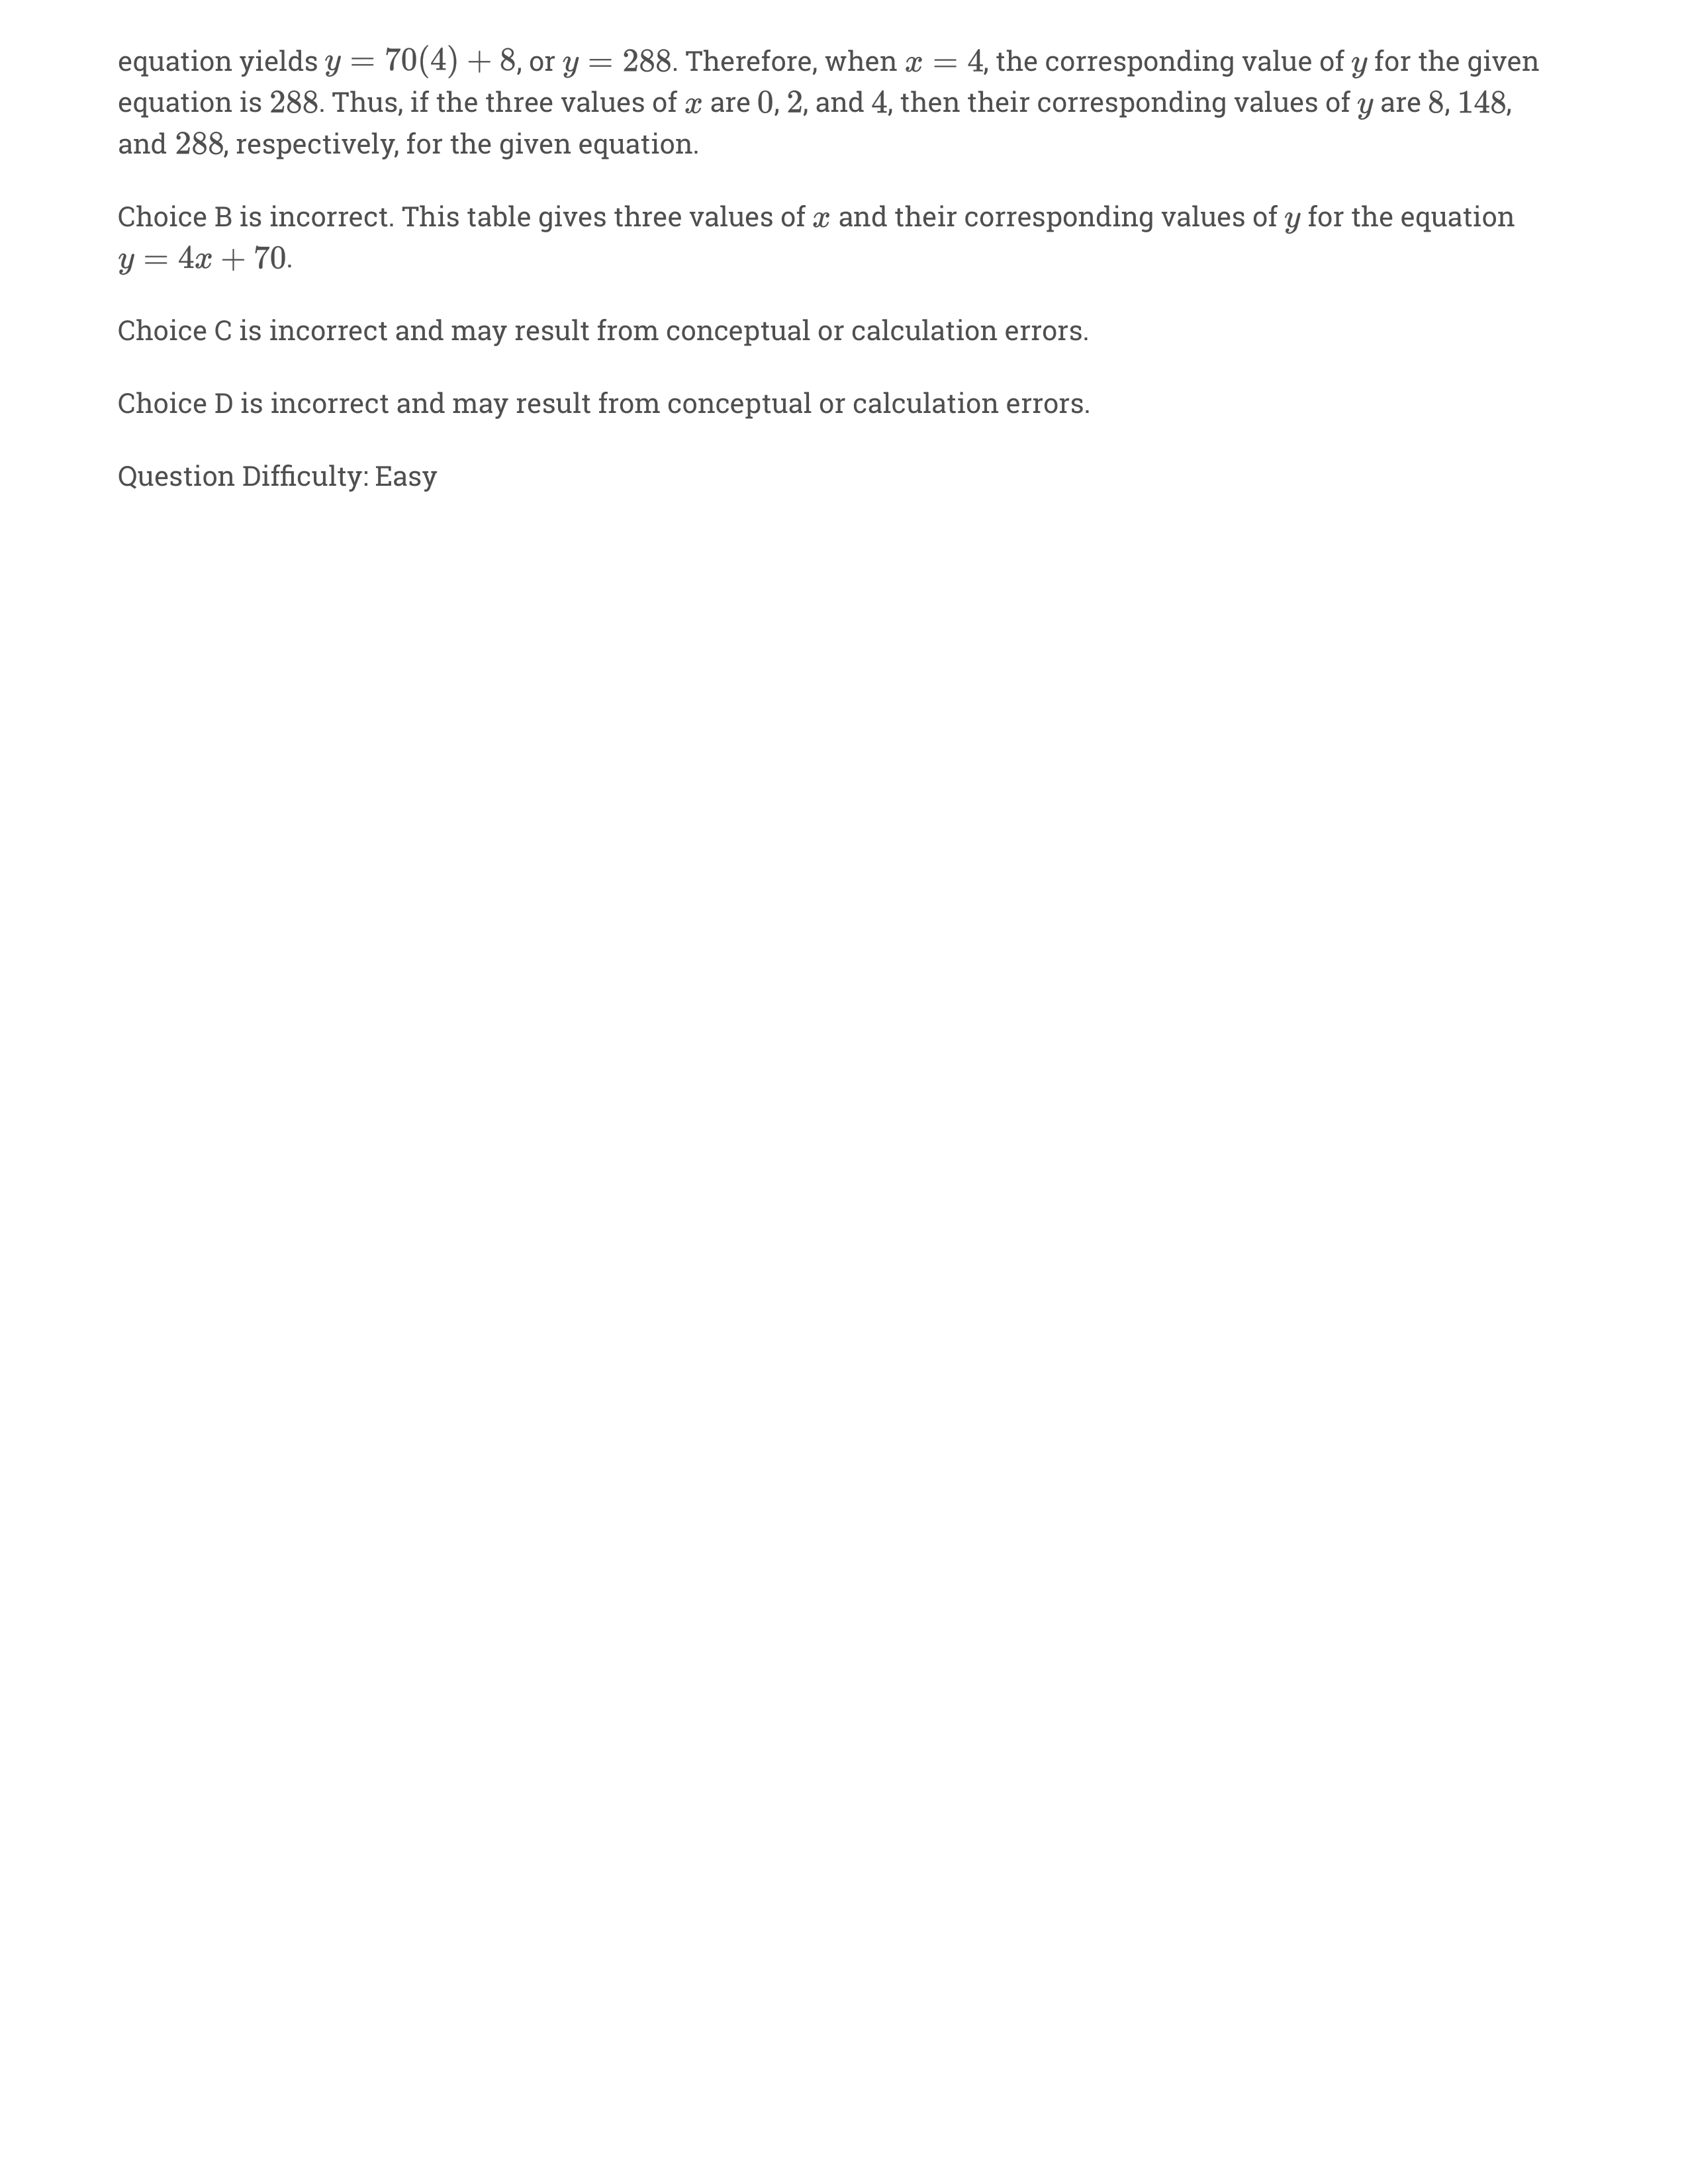 equation yields y = 70(4) + 8, or y = 288. Therefore, when x = 4, the corresponding value of y for the given
equation is 288. Thus, if the three values of x are 0, 2, and 4, then their corresponding values of y are 8, 148,
and 288, respectively, for the given equation.
Choice B is incorrect. This table gives three values of x and their corresponding values of y for the equation
y = 4x + 70.
Choice C is incorrect and may result from conceptual or calculation errors.
Choice D is incorrect and may result from conceptual or calculation errors.
Question Difficulty: Easy